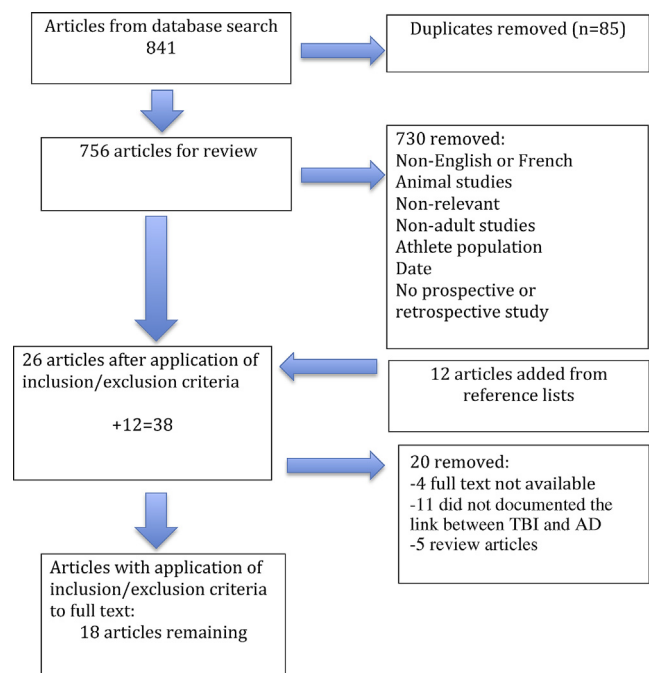 Articles from database search
841
Duplicates removed (n=85)
756 articles for review
730 removed:
Non-English or French
Animal studies
Non-relevant
Non-adult studies
Athlete population
Date
No prospective or
retrospective study
26 articles after application of
inclusion/exclusion criteria
+12=38
12 articles added from
reference lists
20 removed:
-4 full text not available
-11 did not documented the
link between TBI and AD
-5 review articles
Articles with application of
inclusion/exclusion criteria
to full text:
18 articles remaining